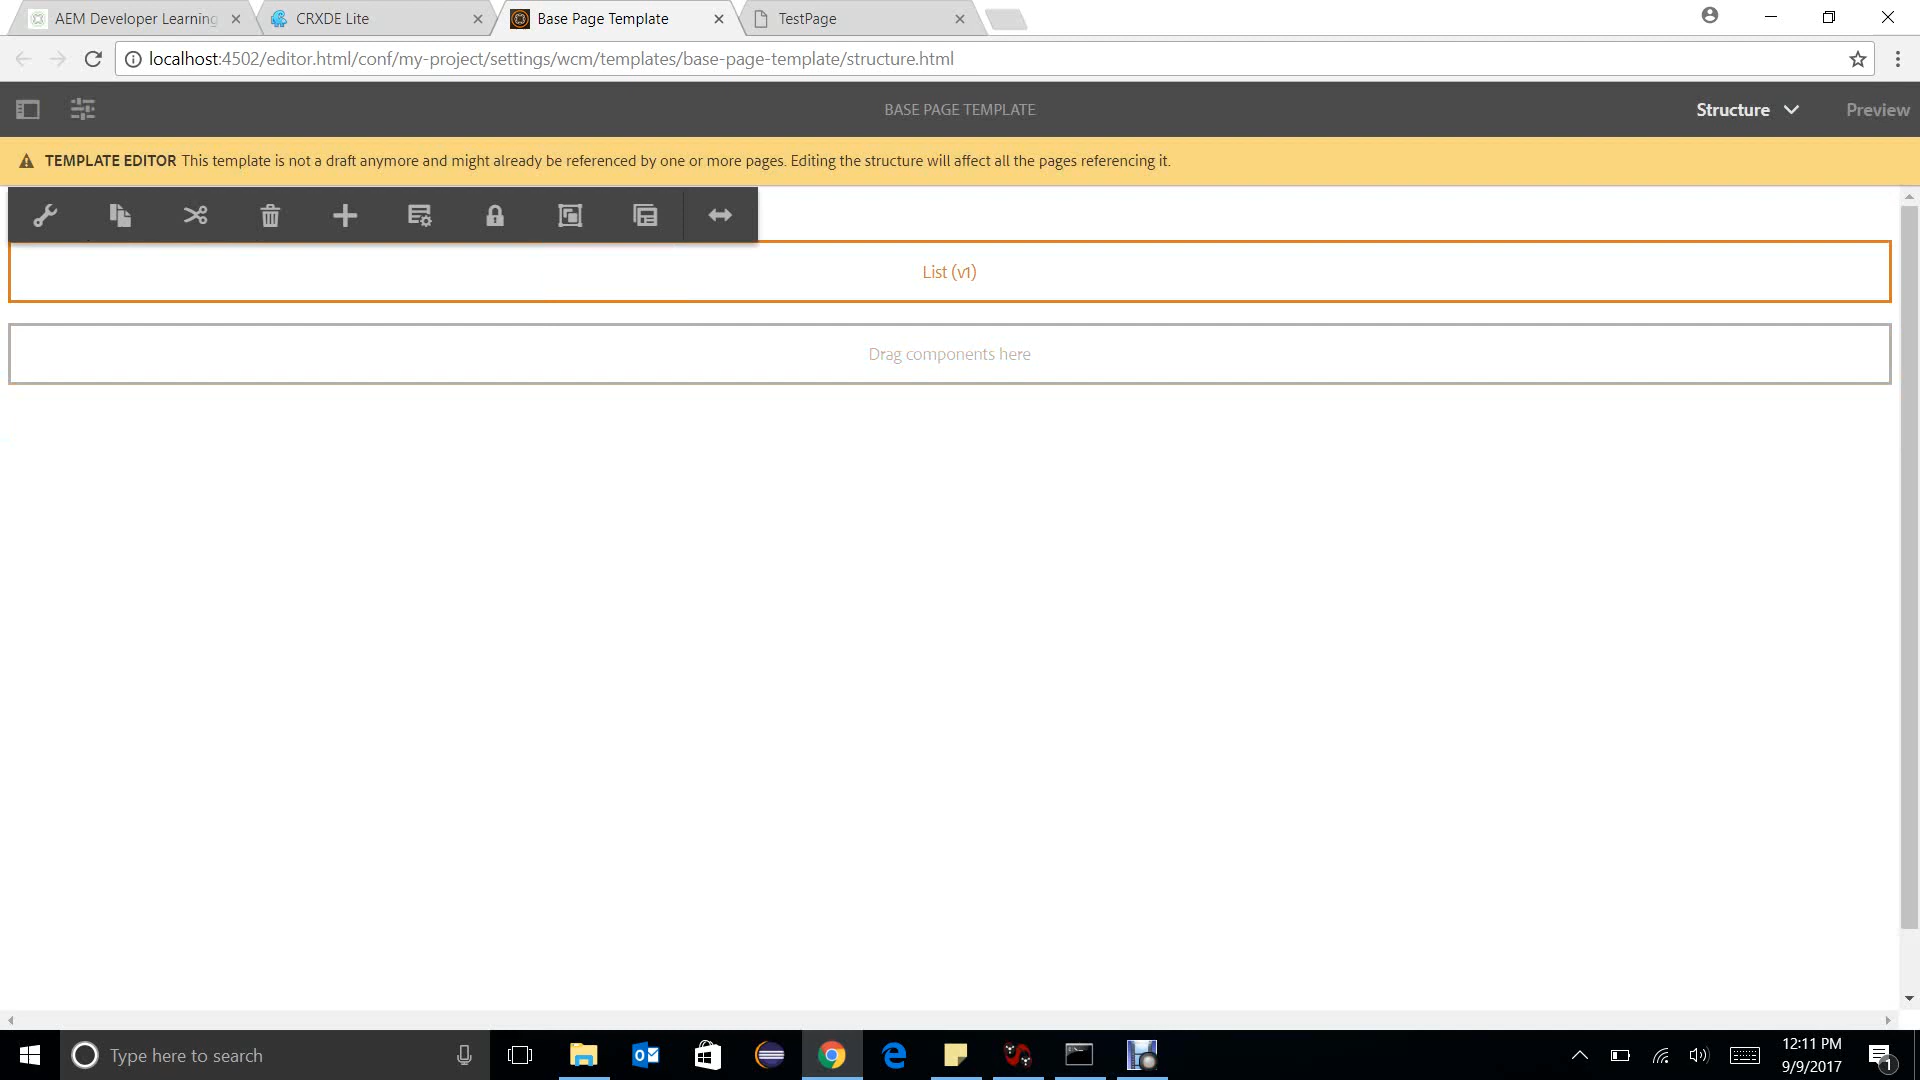 AEM Developer Learning
CRXDE Lite
Base Page Template
TestPage
localhost:4502/editor.html/conf/my-project/settings/wcm/templates/base-page-template/structure.html
BASE PAGE TEMPLATE
Structure
Preview
TEMPLATE EDITOR This template is not a draft anymore and might already be referenced by one or more pages. Editing the structure will affect all the pages referencing it.
List (v1)
Drag components here
Type here to search
12:11 PM
9/9/2017
1